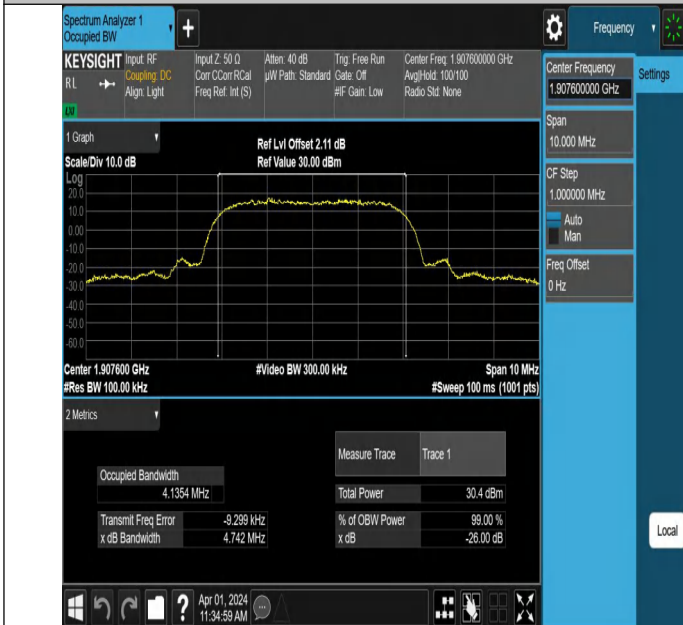 Spectrum Analyzer 1
Occupied BW
Frequency
KEYSIGHT
RL
LXI
Input: RF
Coupling: DC
Align: Light
Input Z: 50 Ω
Corr CCorr RCal
Freq Ref: Int (S)
Atten: 40 dB
µW Path: Standard
Trig: Free Run
Gate: Off
#IF Gain: Low
Center Freq: 1.907600000 GHz
Avg|Hold: 100/100
Radio Std: None
Center Frequency
1.907600000 GHz
Settings
Span
10.000 MHz
CF Step
1.000000 MHz
Auto
Man
Freq Offset
0 Hz
1 Graph
Scale/Div 10.0 dB
Ref Lvl Offset 2.11 dB
Ref Value 30.00 dBm
Log
20.0
10.0
0.00
-10.0
-20.0
-30.0
-40.0
-50.0
-60.0
Center 1.907600 GHz
#Video BW 300.00 kHz
Span 10 MHz
#Res BW 100.00 kHz
#Sweep 100 ms (1001 pts)
2 Metrics
Measure Trace Trace 1
Occupied Bandwidth
4.1354 MHz
Total Power 30.4 dBm
Transmit Freq Error -9.299 kHz
% of OBW Power 99.00 %
x dB Bandwidth 4.742 MHz
x dB -26.00 dB
Local
?
Apr 01, 2024
11:34:59 AM